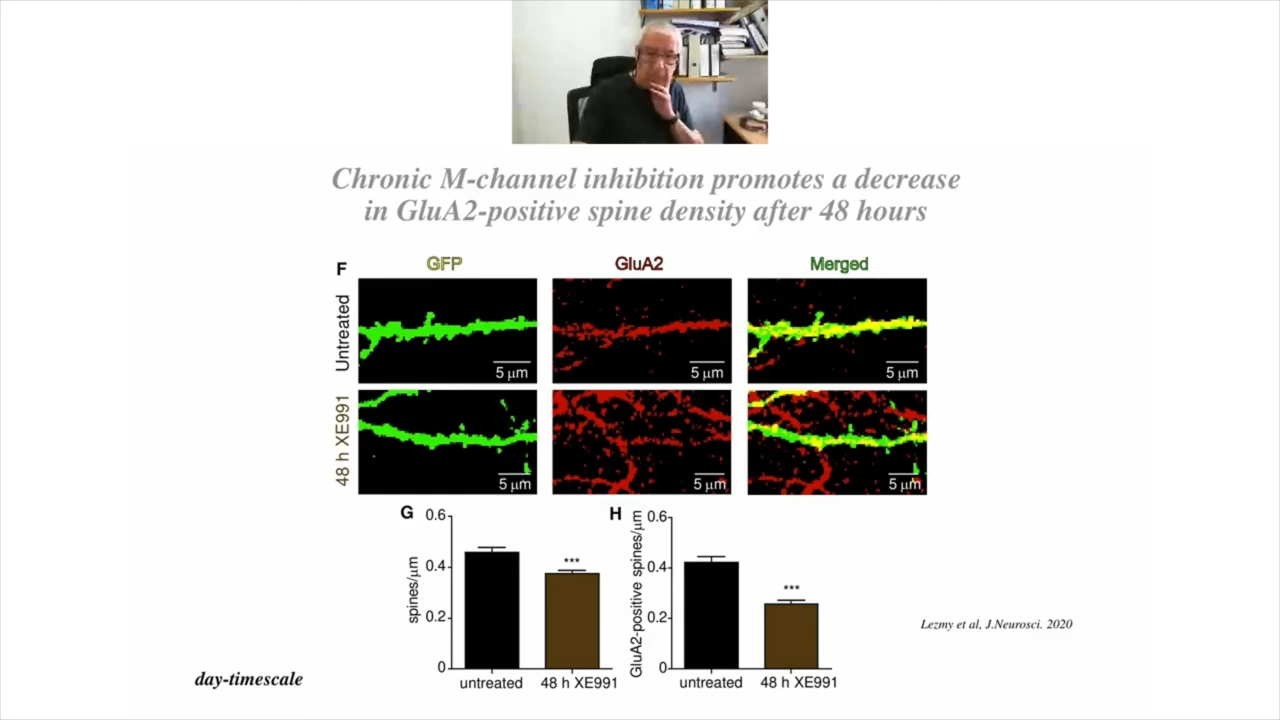 Chronic M-channel inhibition promotes a decrease
in GluA2-positive spine density after 48 hours
F
GFP
GluA2
Merged
Untreated
5 μm
5 μm
5 μm
48 h XE991
5 μm
5 μm
5 μm
G
spines/μm
0.6
0.4
0.2
0
***
untreated
48 h XE991
H
GluA2-positive spines/μm
0.6
0.4
0.2
0
***
untreated
48 h XE991
Lezmy et al, J.Neurosci. 2020
day-timescale